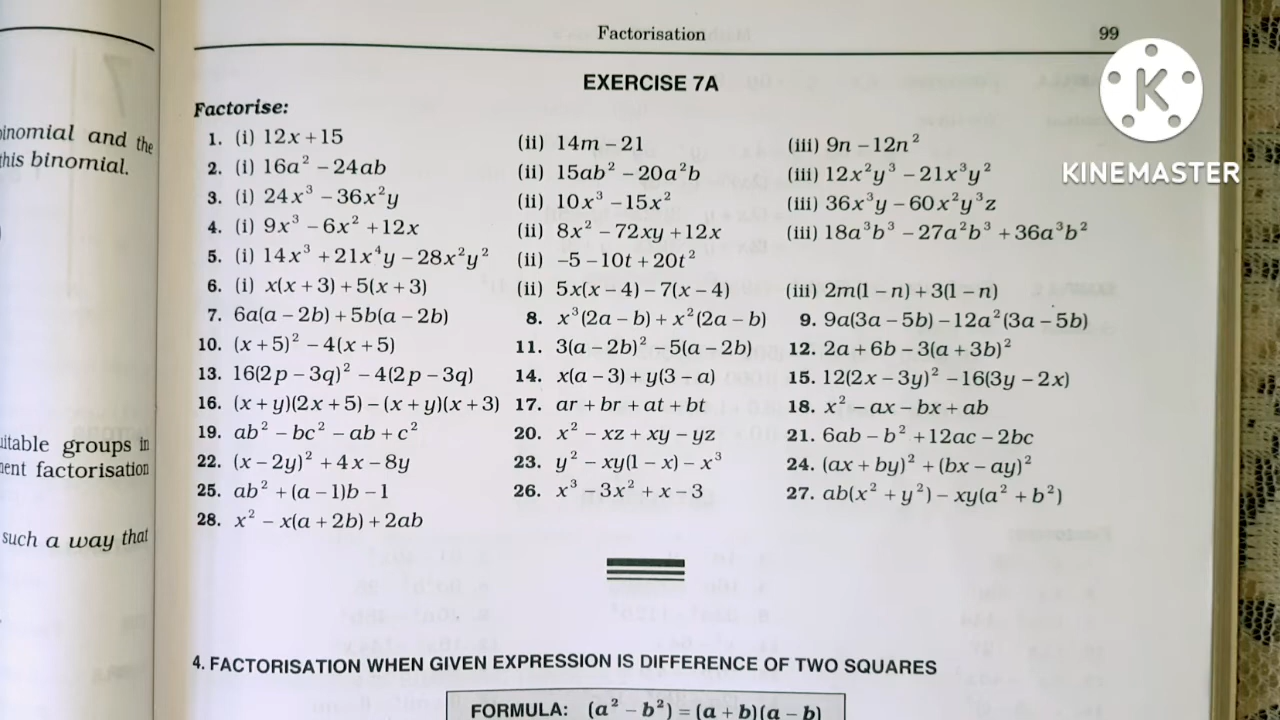 Factorisation 99
EXERCISE 7A
Factorise:
1. (i) 12x + 15 (ii) 14m – 21 (iii) 9n – 12n²
2. (i) 16a² – 24ab (ii) 15ab² – 20a²b (iii) 12x²y³ – 21x³y²
3. (i) 24x³ – 36x²y (ii) 10x³ – 15x² (iii) 36x³y – 60x²y³z
4. (i) 9x³ – 6x² + 12x (ii) 8x² – 72xy + 12x (iii) 18a³b³ – 27a²b³ + 36a³b²
5. (i) 14x³ + 21x⁴y – 28x²y² (ii) –5 – 10t + 20t²
6. (i) x(x + 3) + 5(x + 3) (ii) 5x(x – 4) – 7(x – 4) (iii) 2m(1 – n) + 3(1 – n)
7. 6a(a – 2b) + 5b(a – 2b) 8. x³(2a – b) + x²(2a – b) 9. 9a(3a – 5b) – 12a²(3a – 5b)
10. (x + 5)² – 4(x + 5) 11. 3(a – 2b)² – 5(a – 2b) 12. 2a + 6b – 3(a + 3b)²
13. 16(2p – 3q)² – 4(2p – 3q) 14. x(a – 3) + y(3 – a) 15. 12(2x – 3y)² – 16(3y – 2x)
16. (x + y)(2x + 5) – (x + y)(x + 3) 17. ar + br + at + bt 18. x² – ax – bx + ab
19. ab² – bc² – ab + c² 20. x² – xz + xy – yz 21. 6ab – b² + 12ac – 2bc
22. (x – 2y)² + 4x – 8y 23. y² – xy(1 – x) – x³ 24. (ax + by)² + (bx – ay)²
25. ab² + (a – 1)b – 1 26. x³ – 3x² + x – 3 27. ab(x² + y²) – xy(a² + b²)
28. x² – x(a + 2b) + 2ab
4. FACTORISATION WHEN GIVEN EXPRESSION IS DIFFERENCE OF TWO SQUARES
FORMULA: (a² – b²) = (a + b)(a – b)
and the
this binomial.
groups in
factorisation
such a way that
K
KINEMASTER